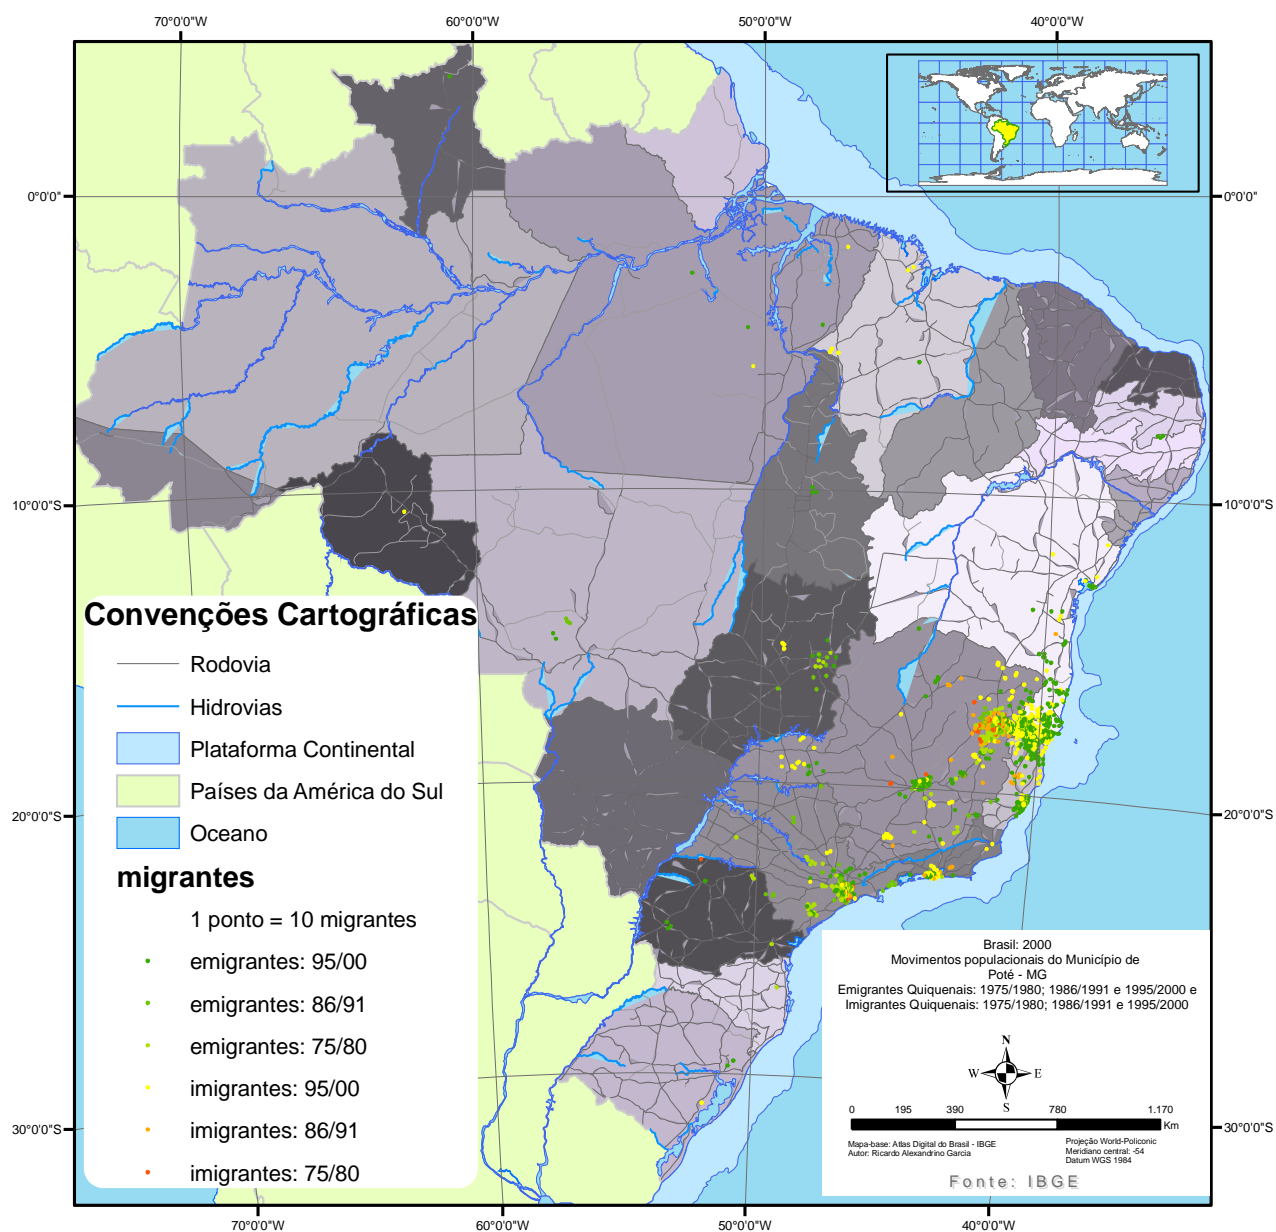 70°0'0"W 60°0'0"W 50°0'0"W 40°0'0"W
0°0'0" 0°0'0"
10°0'0"S 10°0'0"S
20°0'0"S 20°0'0"S
30°0'0"S 30°0'0"S
Convenções Cartográficas
Rodovia
Hidrovias
Plataforma Continental
Países da América do Sul
Oceano
migrantes
1 ponto = 10 migrantes
emigrantes: 95/00
emigrantes: 86/91
emigrantes: 75/80
imigrantes: 95/00
imigrantes: 86/91
imigrantes: 75/80
Brasil: 2000
Movimentos populacionais do Município de
Poté - MG
Emigrantes Quiquenais: 1975/1980; 1986/1991 e 1995/2000 e
Imigrantes Quiquenais: 1975/1980; 1986/1991 e 1995/2000
N
W E
S
0 195 390 780 1.170
Km
Mapa-base: Atlas Digital do Brasil - IBGE
Autor: Ricardo Alexandrino Garcia
Projeção World-Policonic
Meridiano central: -54
Datum WGS 1984
Fonte: IBGE
70°0'0"W 60°0'0"W 50°0'0"W 40°0'0"W